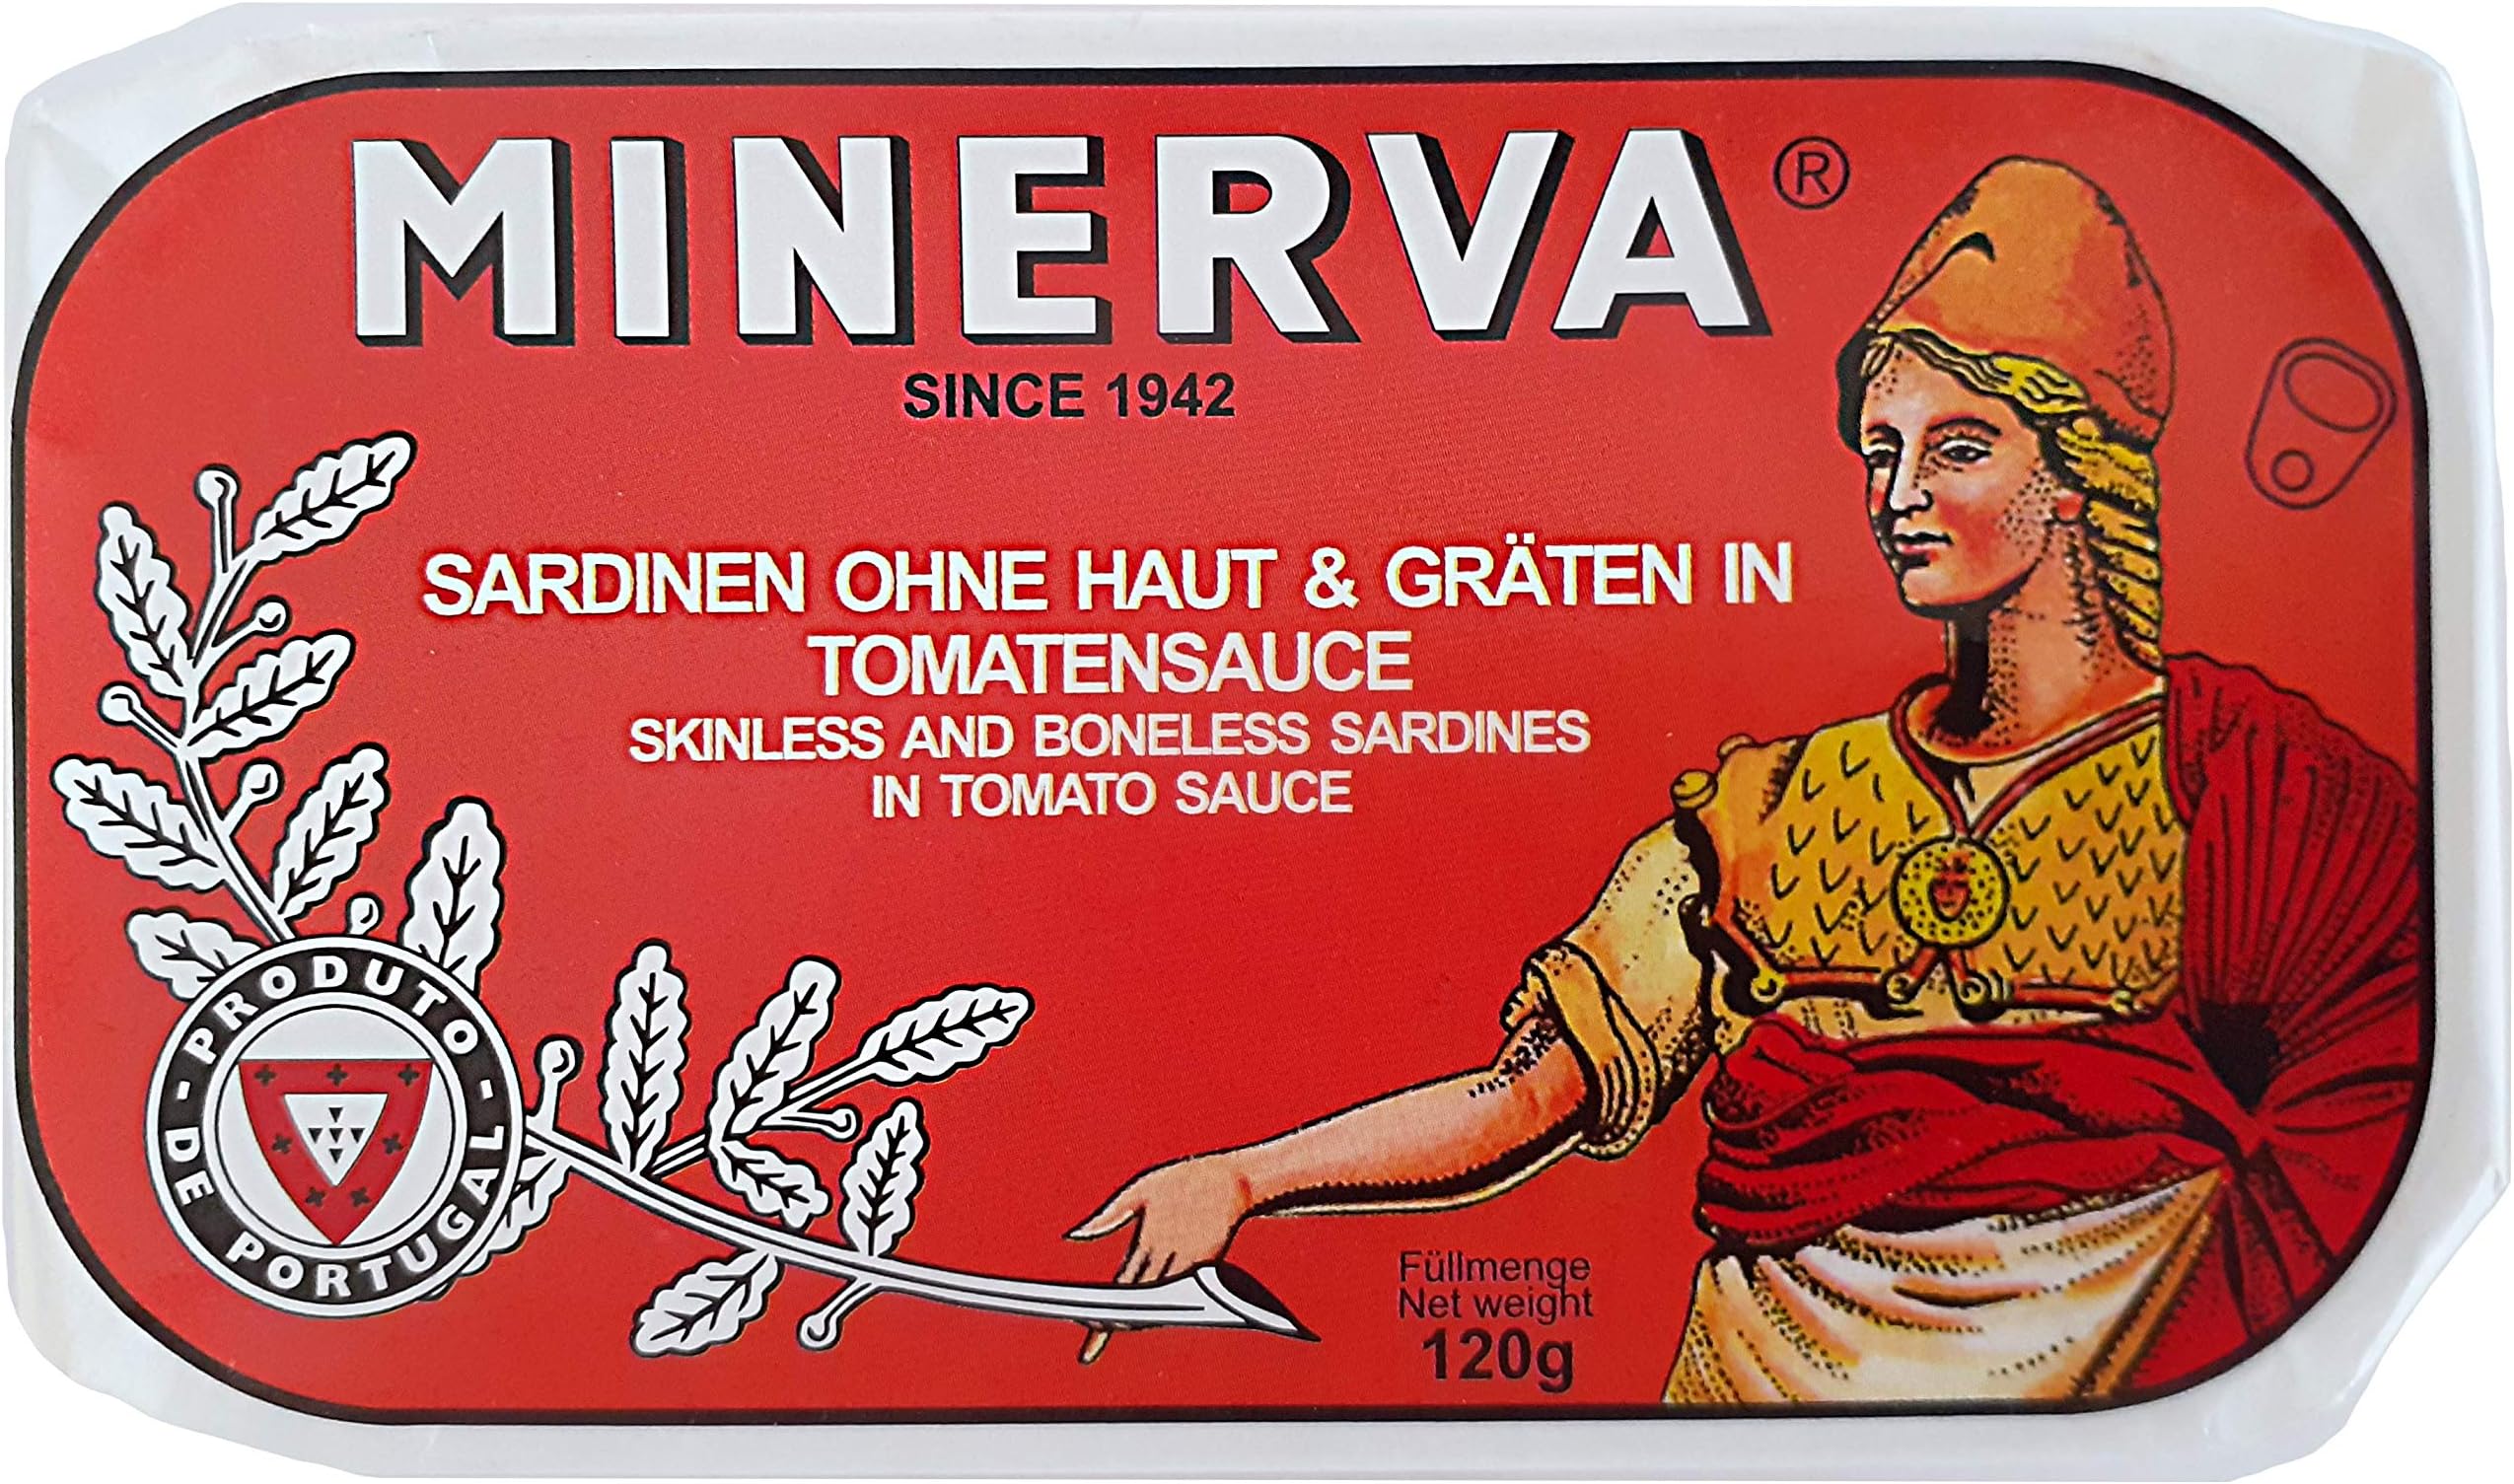 MINERVA®
SINCE 1942
SARDINEN OHNE HAUT & GRÄTEN IN
TOMATENSAUCE
SKINLESS AND BONELESS SARDINES
IN TOMATO SAUCE
- PRODUTO -
DE PORTUGAL
Füllmenge
Net weight
120g